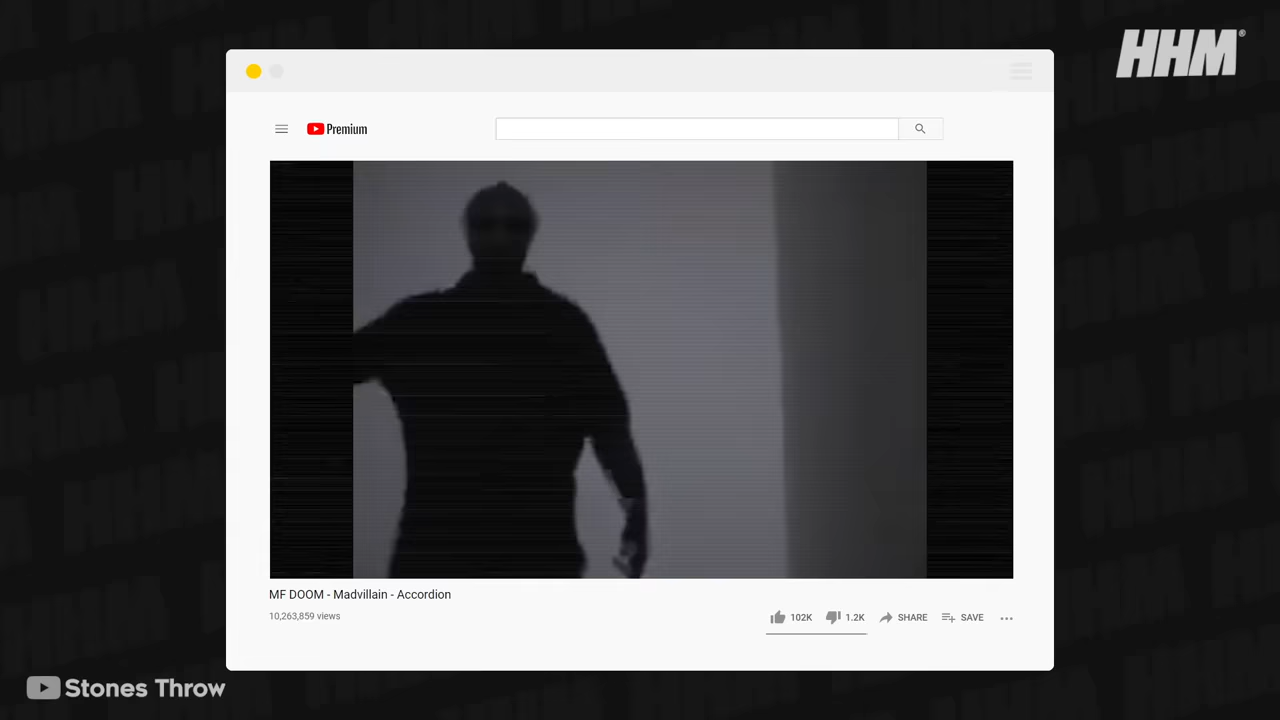 HHM®
Premium
MF DOOM - Madvillain - Accordion
10,263,859 views
102K
1.2K
SHARE
SAVE
Stones Throw